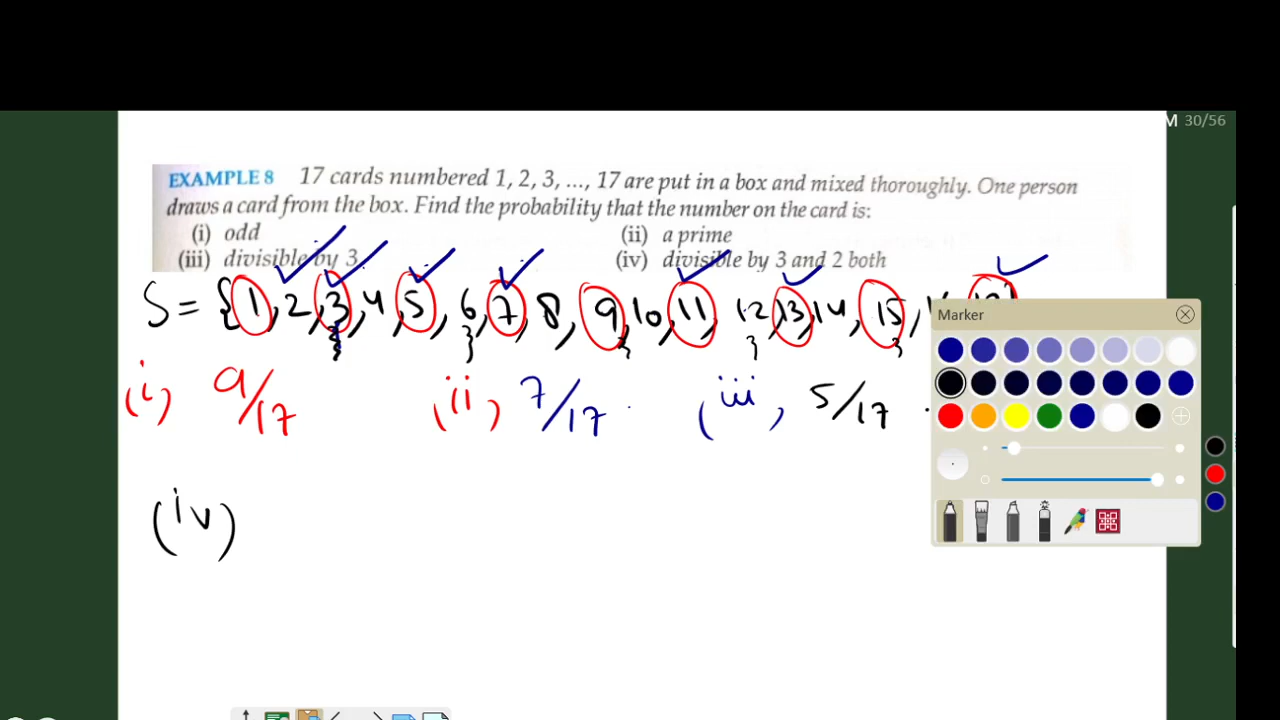 M 30/56
EXAMPLE 8 17 cards numbered 1, 2, 3, ..., 17 are put in a box and mixed thoroughly. One person
draws a card from the box. Find the probability that the number on the card is:
(i) odd (ii) a prime
(iii) divisible by 3 (iv) divisible by 3 and 2 both
S = {1, 2, 3, 4, 5, 6, 7, 8, 9, 10, 11, 12, 13, 14, 15,
(i) 9/17 (ii) 7/17 (iii) 5/17
(iv)
Marker